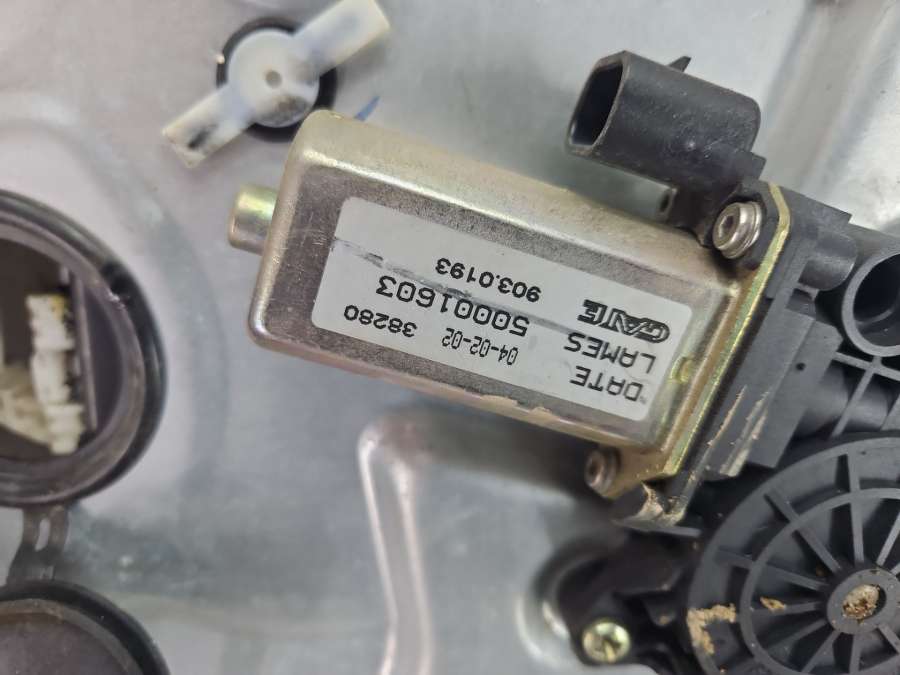 DATE 04-02-02
LAMES 38280
GATE 50001603
903.0193